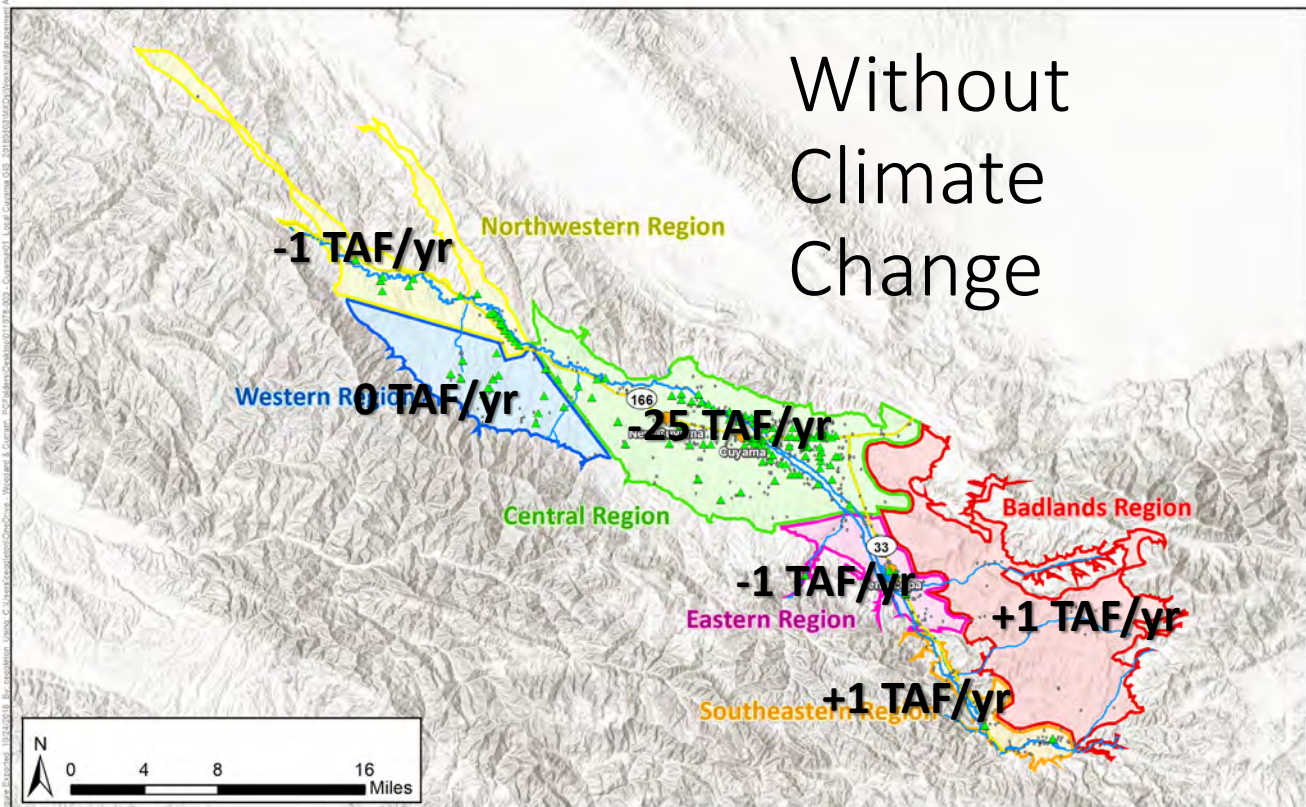 Without
Climate
Change
Northwestern Region
-1 TAF/yr
Western Region
0 TAF/yr
166
-25 TAF/yr
Cuyama
Central Region
Badlands Region
33
-1 TAF/yr
Eastern Region
+1 TAF/yr
+1 TAF/yr
Southeastern Region
N
0 4 8 16
Miles